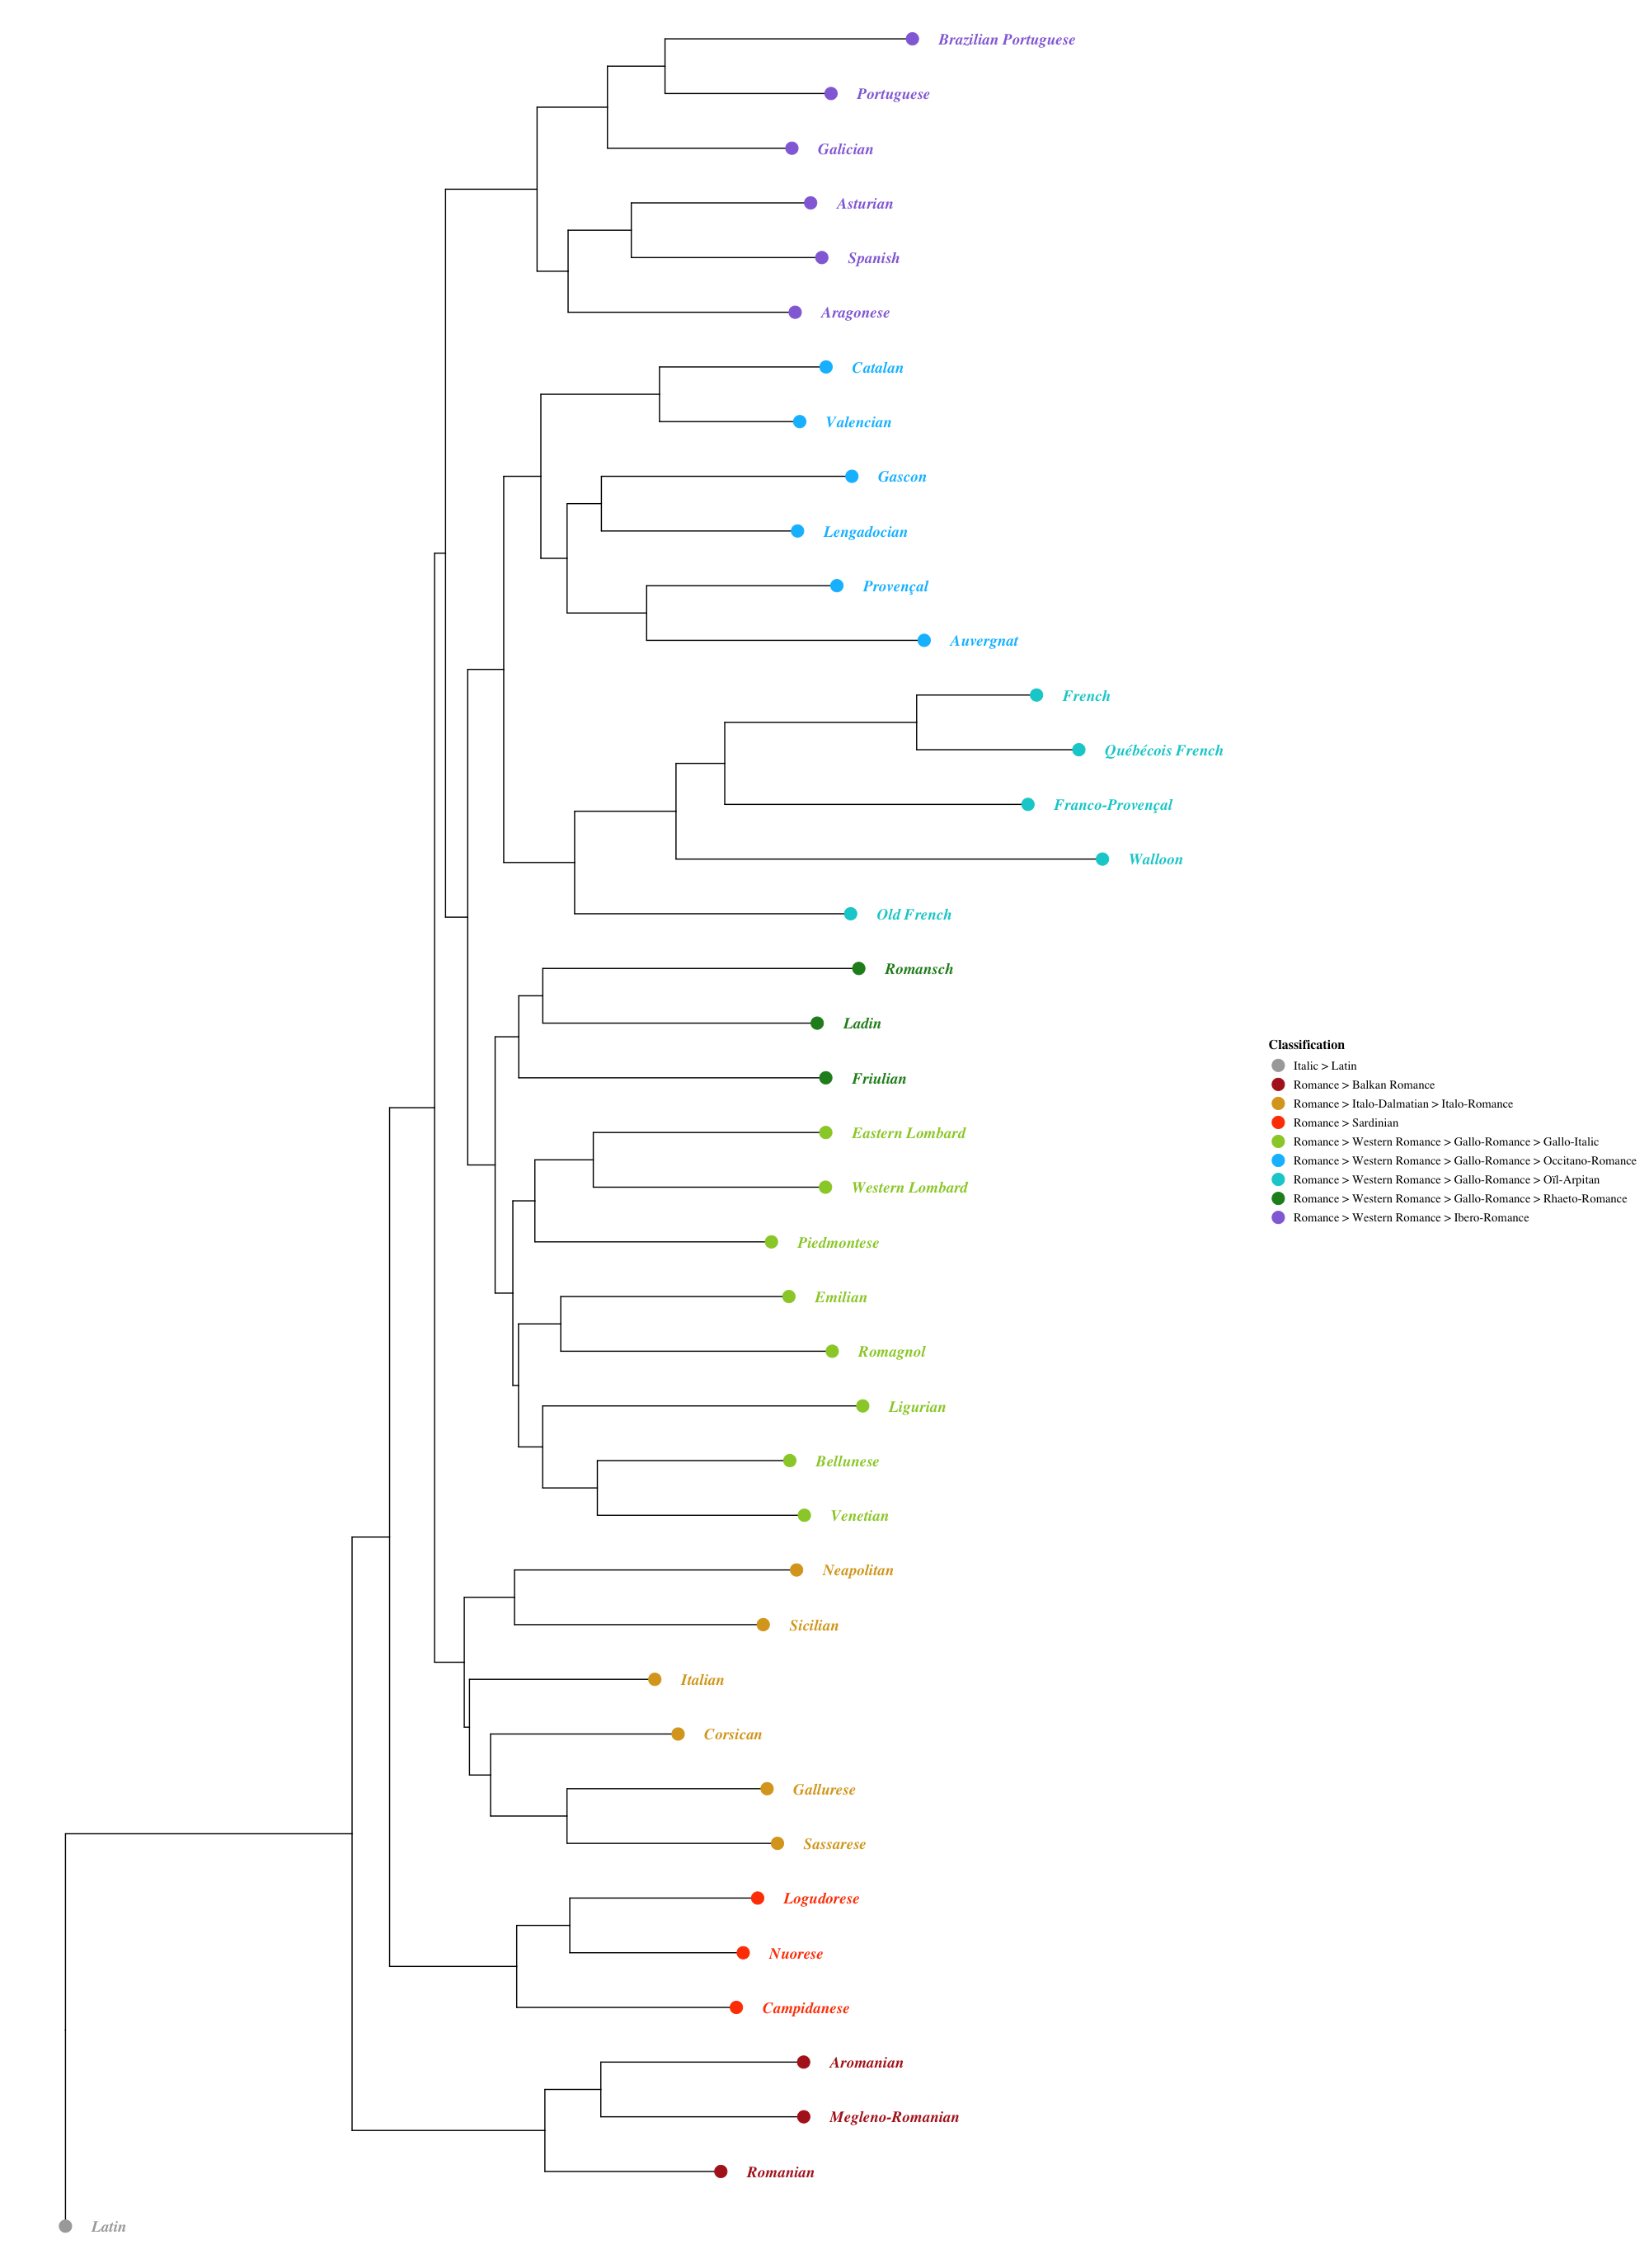 Brazilian Portuguese
Portuguese
Galician
Asturian
Spanish
Aragonese
Catalan
Valencian
Gascon
Lengadocian
Provençal
Auvergnat
French
Québécois French
Franco-Provençal
Walloon
Old French
Romansch
Ladin
Friulian
Eastern Lombard
Western Lombard
Piedmontese
Emilian
Romagnol
Ligurian
Bellunese
Venetian
Neapolitan
Sicilian
Italian
Corsican
Gallurese
Sassarese
Logudorese
Nuorese
Campidanese
Aromanian
Megleno-Romanian
Romanian
Latin
Classification
Italic > Latin
Romance > Balkan Romance
Romance > Italo-Dalmatian > Italo-Romance
Romance > Sardinian
Romance > Western Romance > Gallo-Romance > Gallo-Italic
Romance > Western Romance > Gallo-Romance > Occitano-Romance
Romance > Western Romance > Gallo-Romance > Oïl-Arpitan
Romance > Western Romance > Gallo-Romance > Rhaeto-Romance
Romance > Western Romance > Ibero-Romance